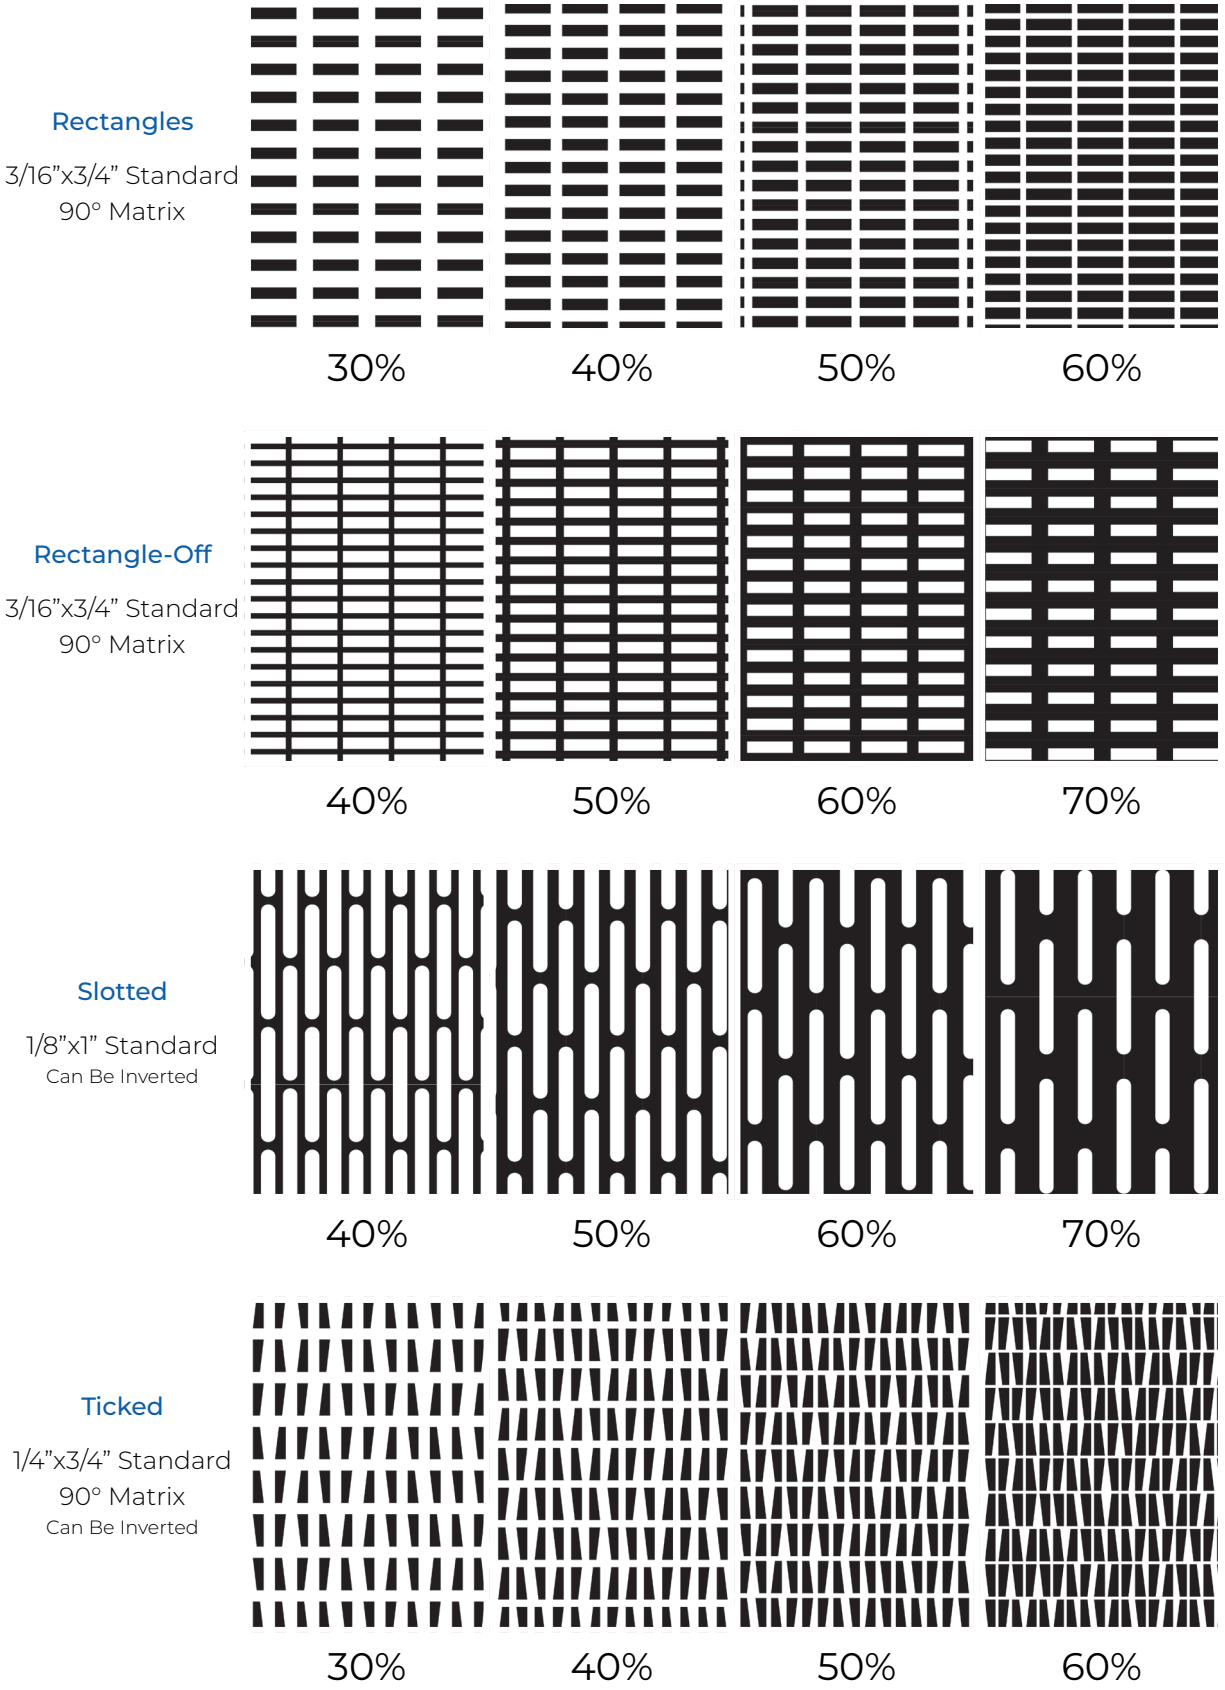 Rectangles
3/16”x3/4” Standard
90° Matrix
30%
40%
50%
60%
Rectangle-Off
3/16”x3/4” Standard
90° Matrix
40%
50%
60%
70%
Slotted
1/8”x1” Standard
Can Be Inverted
40%
50%
60%
70%
Ticked
1/4”x3/4” Standard
90° Matrix
Can Be Inverted
30%
40%
50%
60%